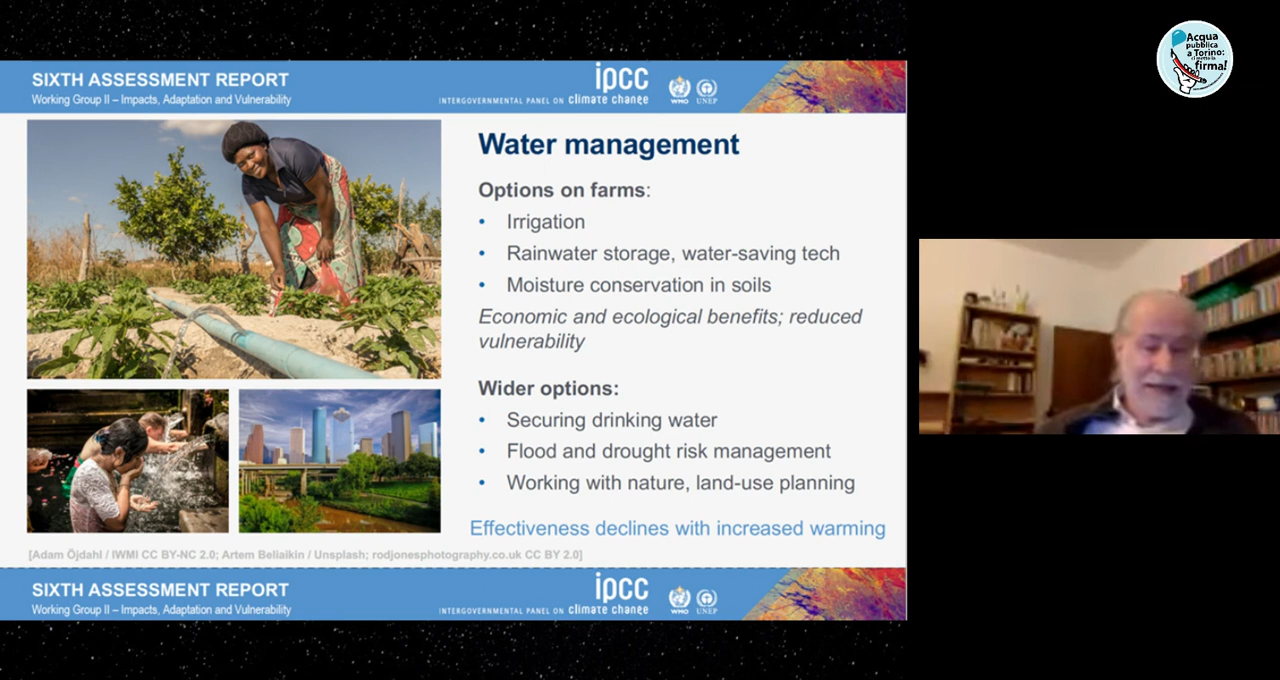 SIXTH ASSESSMENT REPORT
Working Group II – Impacts, Adaptation and Vulnerability
ipcc
INTERGOVERNMENTAL PANEL ON climate change
WMO
UNEP
Water management
Options on farms:
• Irrigation
• Rainwater storage, water-saving tech
• Moisture conservation in soils
Economic and ecological benefits; reduced
vulnerability
Wider options:
• Securing drinking water
• Flood and drought risk management
• Working with nature, land-use planning
Effectiveness declines with increased warming
[Adam Öjdahl / IWMI CC BY-NC 2.0; Artem Beliaikin / Unsplash; rodjonesphotography.co.uk CC BY 2.0]
SIXTH ASSESSMENT REPORT
Working Group II – Impacts, Adaptation and Vulnerability
ipcc
INTERGOVERNMENTAL PANEL ON climate change
WMO
UNEP
Acqua
pubblica
a Torino:
ci metto la
firma!